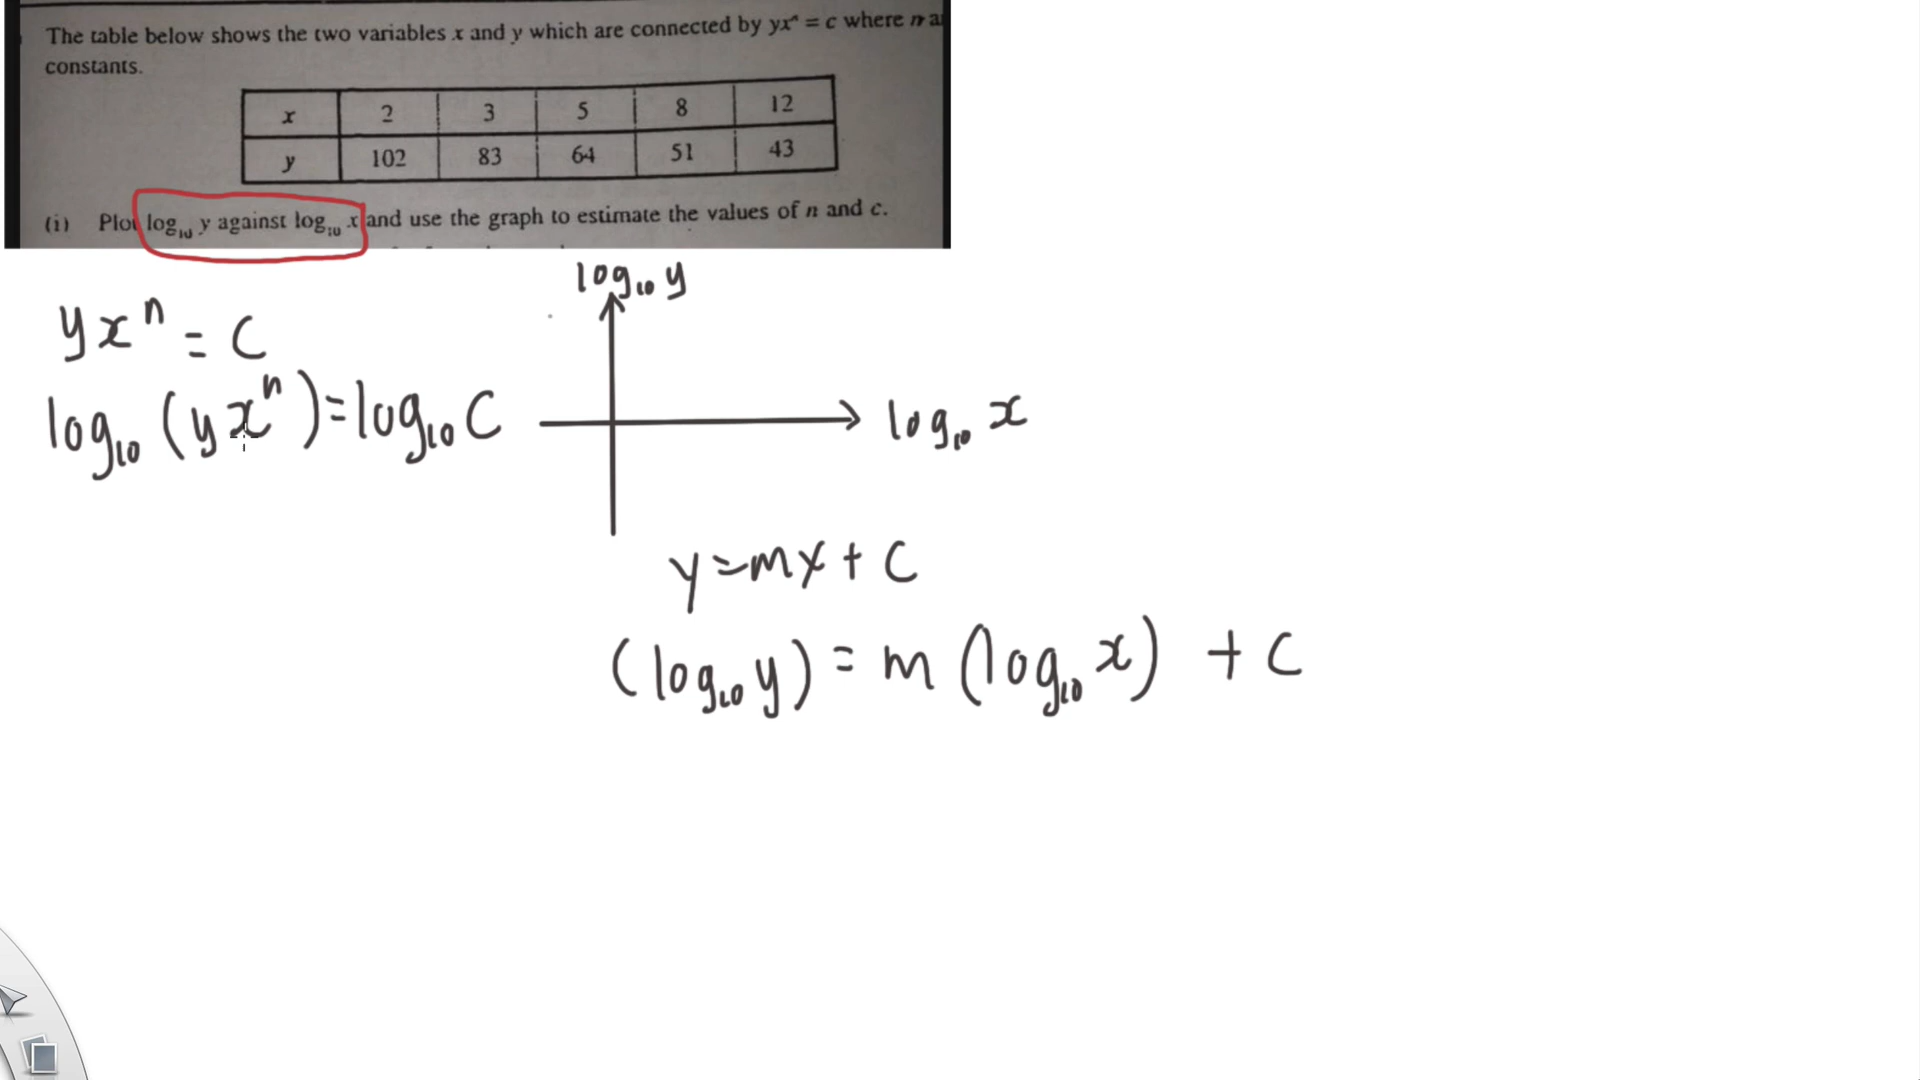 The table below shows the two variables x and y which are connected by yxⁿ = c where n a
constants.
x 2 3 5 8 12
y 102 83 64 51 43
(i) Plot log₁₀ y against log₁₀ x and use the graph to estimate the values of n and c.
log₁₀ y
yxⁿ = C
log₁₀ (yxⁿ) = log₁₀ C
log₁₀ x
y = mx + c
(log₁₀ y) = m (log₁₀ x) + c